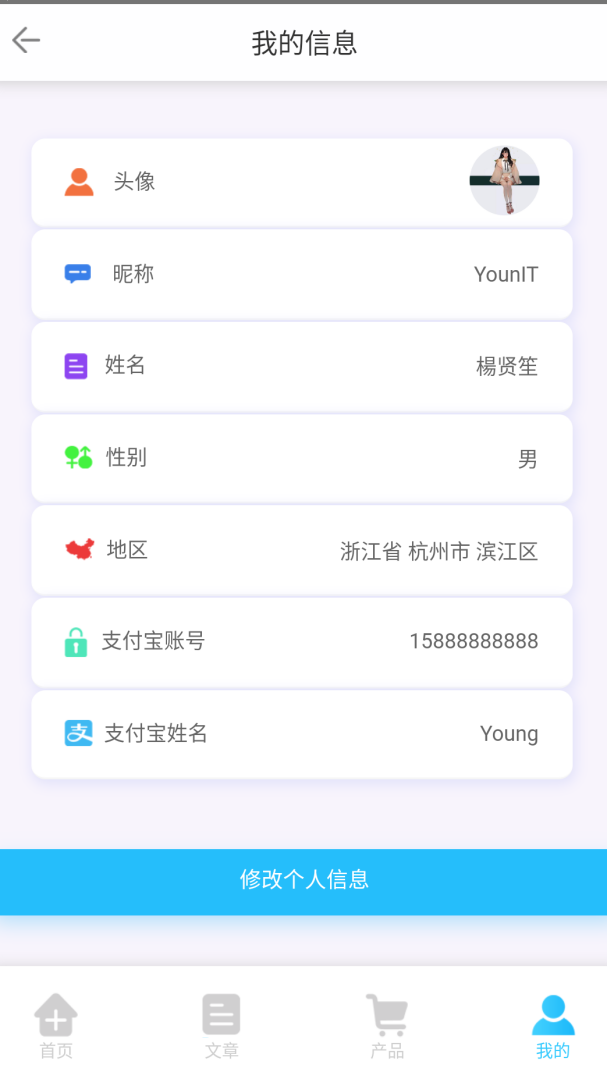 我的信息
头像
昵称 YounIT
姓名 楊贤笙
性别 男
地区 浙江省 杭州市 滨江区
支付宝账号 15888888888
支付宝姓名 Young
修改个人信息
首页 文章 产品 我的